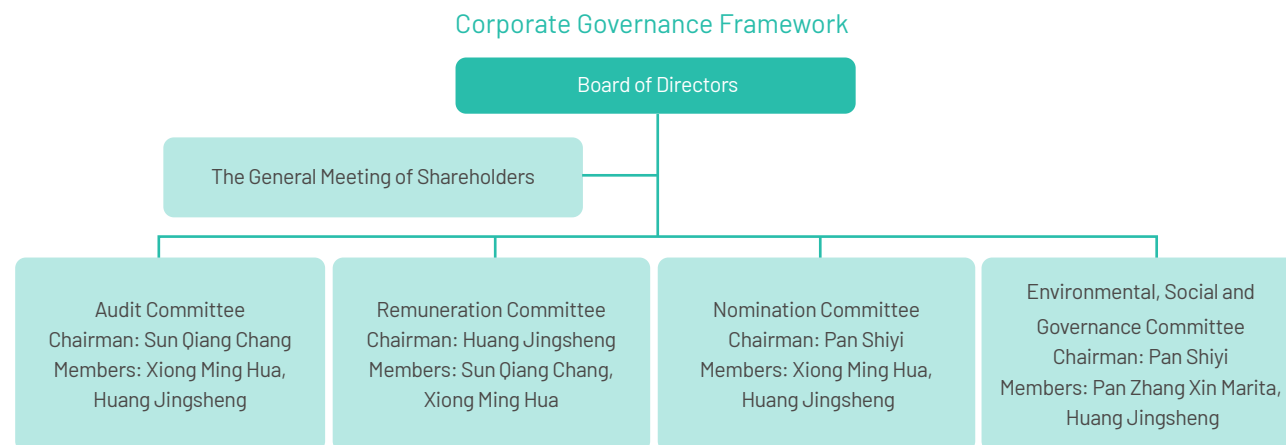 Corporate Governance Framework
Board of Directors
The General Meeting of Shareholders
Audit Committee
Chairman: Sun Qiang Chang
Members: Xiong Ming Hua,
Huang Jingsheng
Remuneration Committee
Chairman: Huang Jingsheng
Members: Sun Qiang Chang,
Xiong Ming Hua
Nomination Committee
Chairman: Pan Shiyi
Members: Xiong Ming Hua,
Huang Jingsheng
Environmental, Social and
Governance Committee
Chairman: Pan Shiyi
Members: Pan Zhang Xin Marita,
Huang Jingsheng